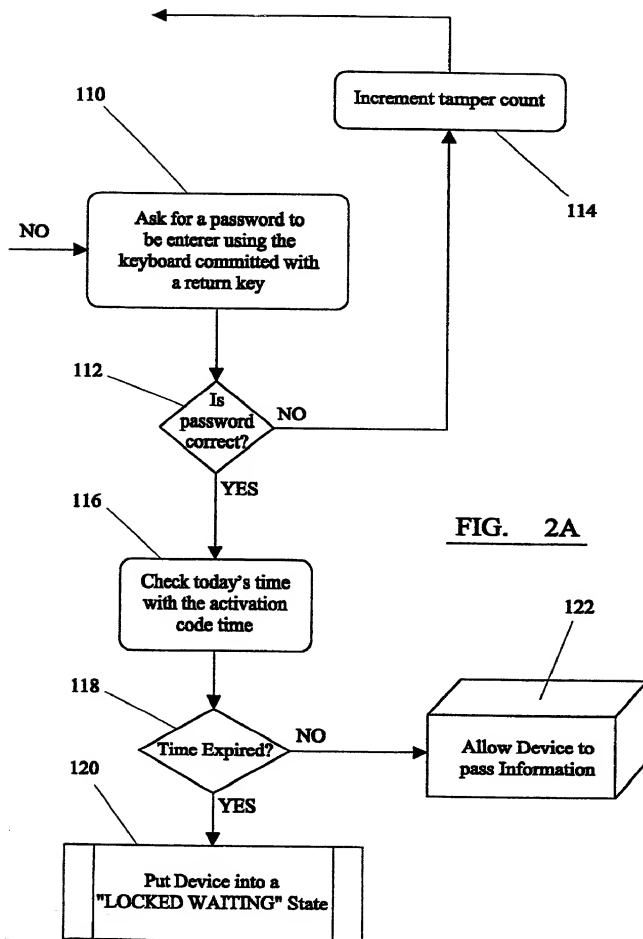 Increment tamper count
114
110
NO
Ask for a password to
be enterer using the
keyboard committed with
a return key
112
Is
password
correct?
NO
YES
116
FIG. 2A
Check today's time
with the activation
code time
122
118
Time Expired?
NO
Allow Device to
pass Information
120
YES
Put Device into a
"LOCKED WAITING" State